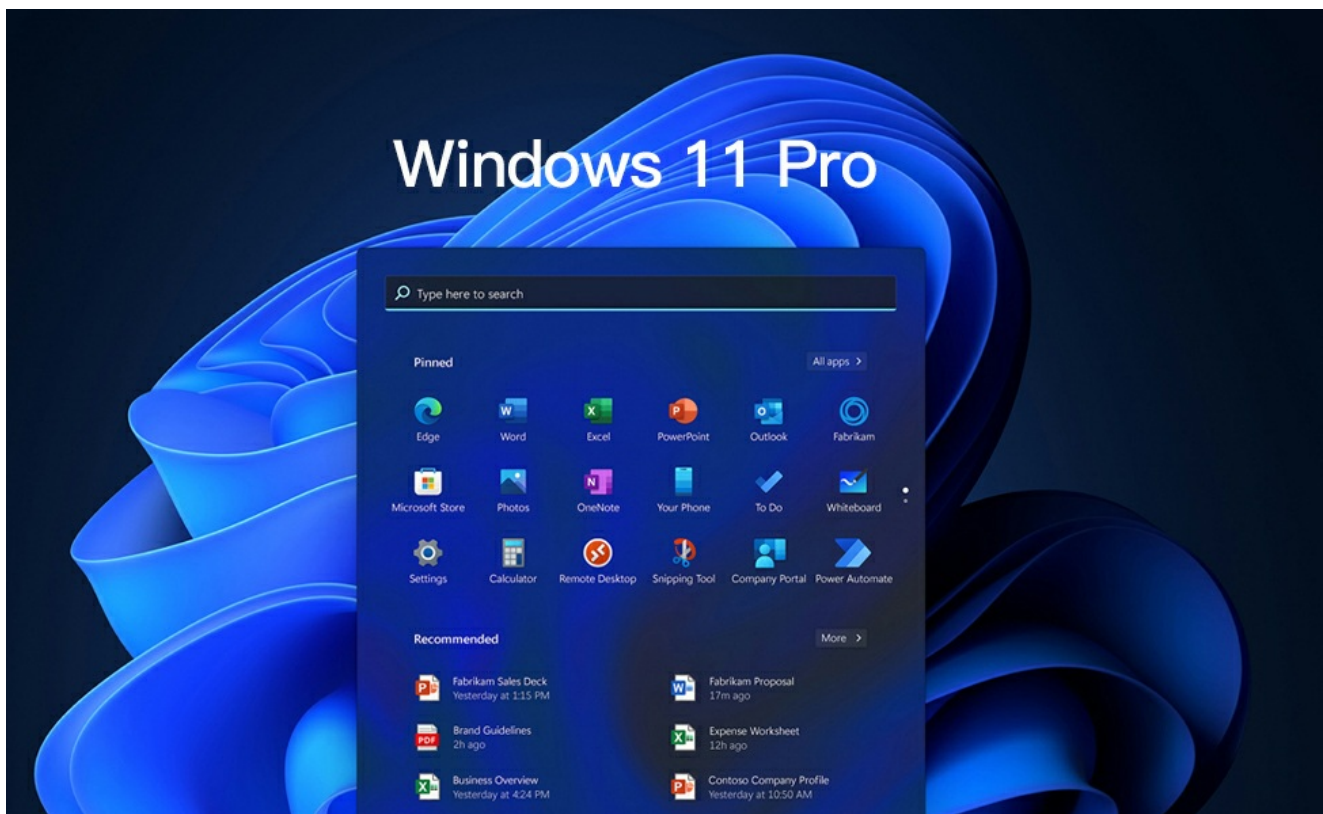 Windows 11 Pro
Type here to search
Pinned
All apps >
Edge Word Excel PowerPoint Outlook Fabrikam
Microsoft Store Photos OneNote Your Phone To Do Whiteboard
Settings Calculator Remote Desktop Snipping Tool Company Portal Power Automate
Recommended
More >
Fabrikam Sales Deck
Yesterday at 1:15 PM
Fabrikam Proposal
17m ago
Brand Guidelines
2h ago
Expense Worksheet
12h ago
Business Overview
Yesterday at 4:24 PM
Contoso Company Profile
Yesterday at 10:50 AM